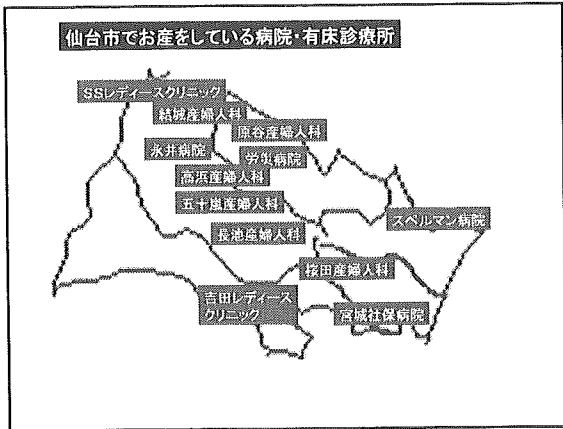 仙台市でお産をしている病院・有床診療所
SSレディースクリニック
結城産婦人科
原谷産婦人科
永井病院
労災病院
高浜産婦人科
五十嵐産婦人科
スペルマン病院
長池産婦人科
桜田産婦人科
吉田レディース
クリニック
宮城社保病院